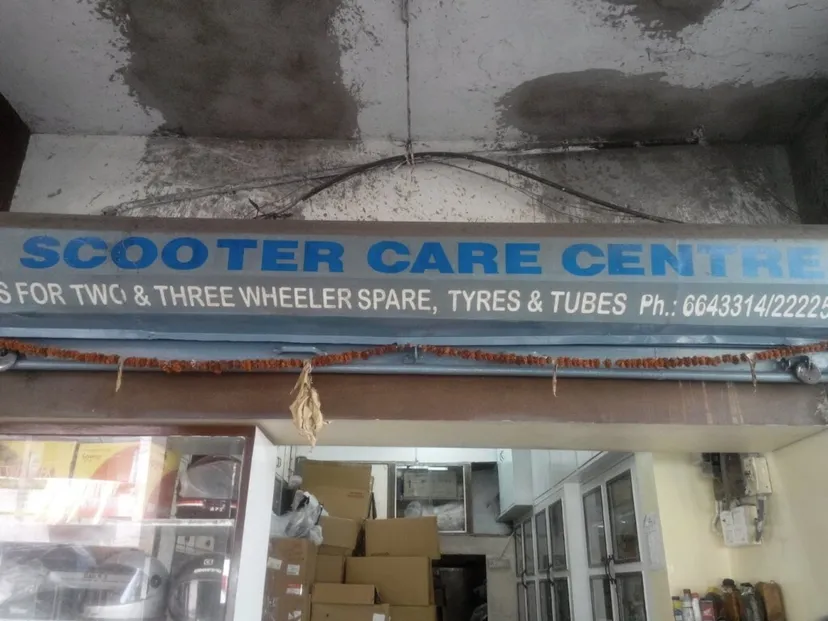 SCOOTER CARE CENTRE
S FOR TWO & THREE WHEELER SPARE, TYRES & TUBES Ph.: 6643314/22225